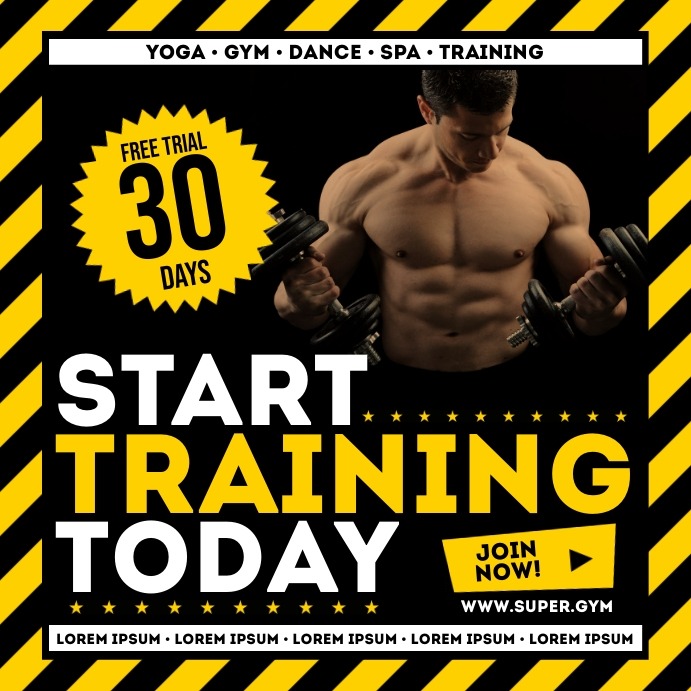 YOGA • GYM • DANCE • SPA • TRAINING
FREE TRIAL
30
DAYS
START
TRAINING
TODAY
JOIN
NOW!
WWW.SUPER.GYM
LOREM IPSUM • LOREM IPSUM • LOREM IPSUM • LOREM IPSUM • LOREM IPSUM